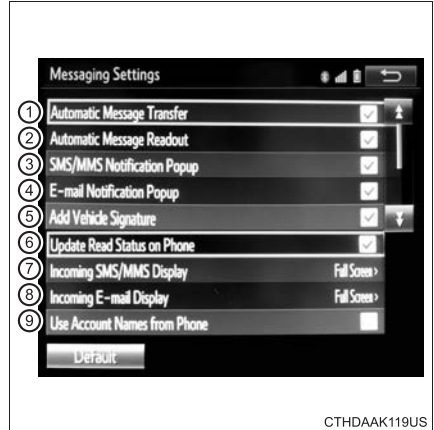 Messaging Settings
① Automatic Message Transfer
② Automatic Message Readout
③ SMS/MMS Notification Popup
④ E-mail Notification Popup
⑤ Add Vehicle Signature
⑥ Update Read Status on Phone
⑦ Incoming SMS/MMS Display Full Screen >
⑧ Incoming E-mail Display Full Screen >
⑨ Use Account Names from Phone
Default
CTHDAAK119US